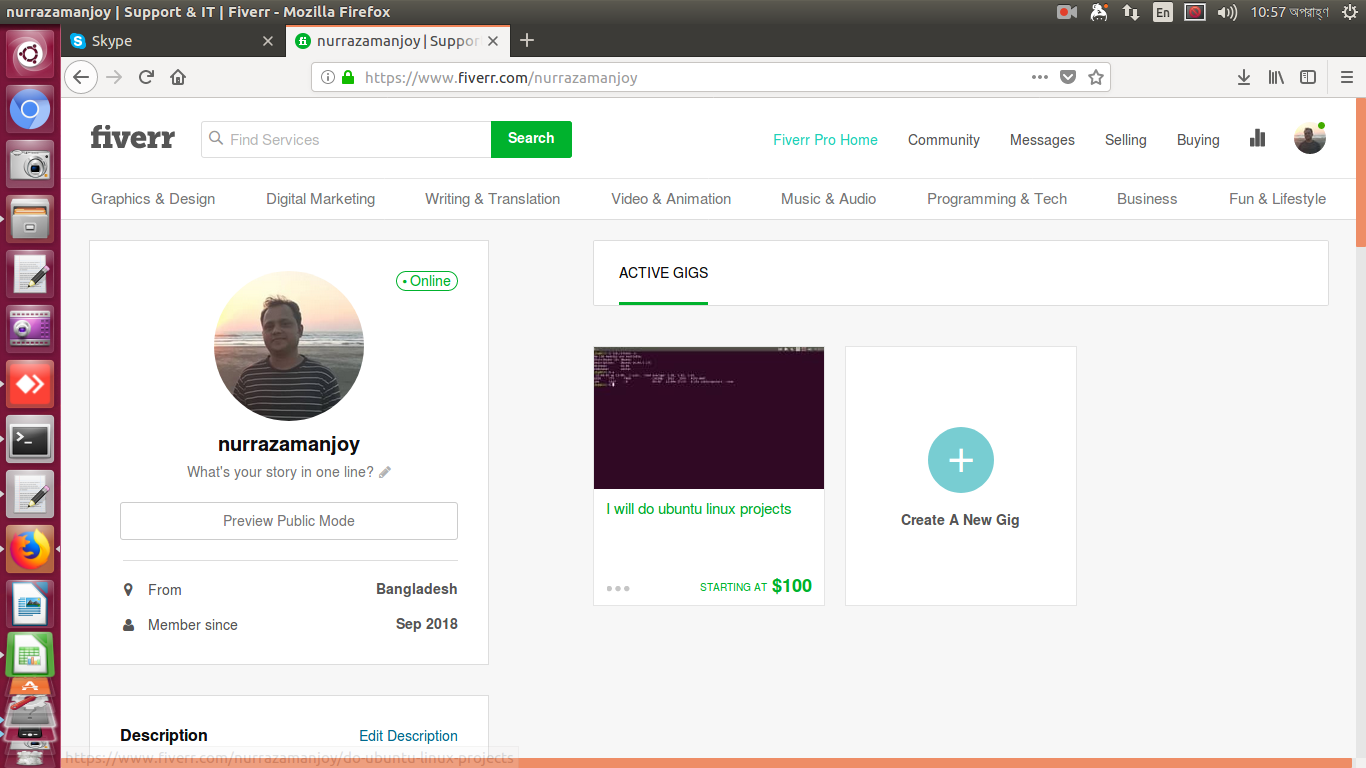 nurrazamanjoy | Support & IT | Fiverr - Mozilla Firefox
En
10:57 অপরাহ্ণ
Skype
nurrazamanjoy | Suppor
https://www.fiverr.com/nurrazamanjoy
fiverr
Find Services
Search
Fiverr Pro Home
Community
Messages
Selling
Buying
Graphics & Design
Digital Marketing
Writing & Translation
Video & Animation
Music & Audio
Programming & Tech
Business
Fun & Lifestyle
• Online
nurrazamanjoy
What's your story in one line?
Preview Public Mode
From Bangladesh
Member since Sep 2018
Description
Edit Description
ACTIVE GIGS
I will do ubuntu linux projects
STARTING AT $100
Create A New Gig
https://www.fiverr.com/nurrazamanjoy/do-ubuntu-linux-projects